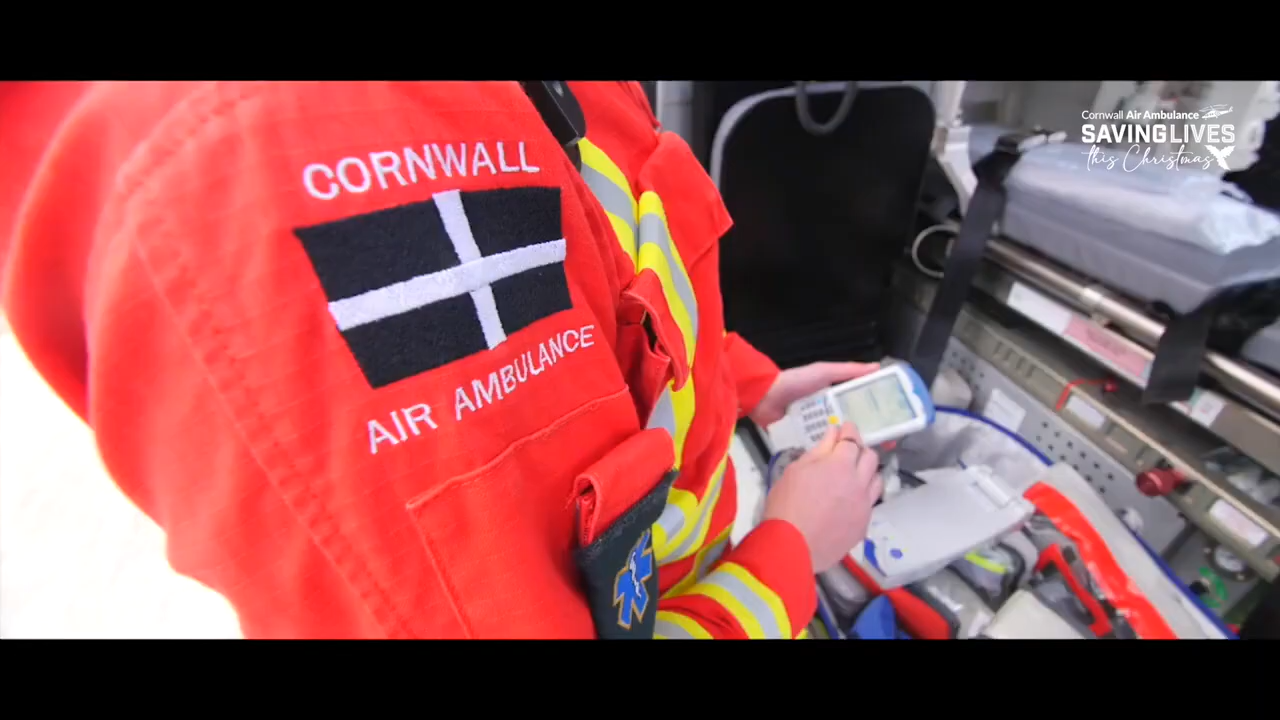 CORNWALL
AIR AMBULANCE
Cornwall Air Ambulance
SAVING LIVES
this Christmas